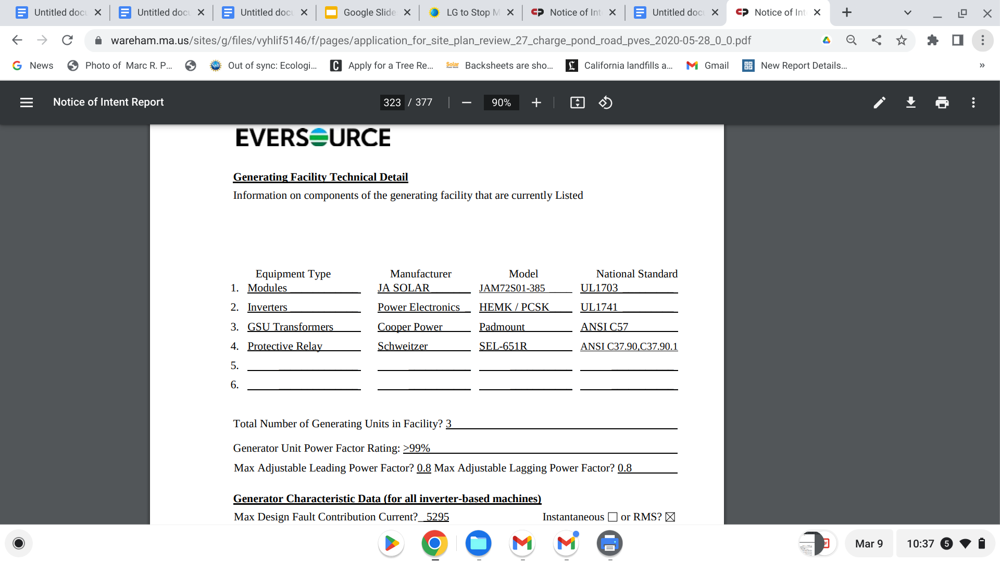 Untitled doc
Untitled doc
Untitled doc
Google Slide
LG to Stop M
Notice of Int
Untitled doc
Notice of Int
wareham.ma.us/sites/g/files/vyhlif5146/f/pages/application_for_site_plan_review_27_charge_pond_road_pves_2020-05-28_0_0.pdf
News
Photo of Marc R. P...
Out of sync: Ecologi...
Apply for a Tree Re...
Solar
Backsheets are sho...
California landfills a...
Gmail
New Report Details...
»
Notice of Intent Report
323 / 377
90%
EVERSOURCE
Generating Facility Technical Detail
Information on components of the generating facility that are currently Listed
Equipment Type Manufacturer Model National Standard
1. Modules JA SOLAR JAM72S01-385 UL1703
2. Inverters Power Electronics HEMK / PCSK UL1741
3. GSU Transformers Cooper Power Padmount ANSI C57
4. Protective Relay Schweitzer SEL-651R ANSI C37.90,C37.90.1
5.
6.
Total Number of Generating Units in Facility? 3
Generator Unit Power Factor Rating: >99%
Max Adjustable Leading Power Factor? 0.8 Max Adjustable Lagging Power Factor? 0.8
Generator Characteristic Data (for all inverter-based machines)
Max Design Fault Contribution Current? 5295 Instantaneous ☐ or RMS? ☒
Mar 9
10:37
5